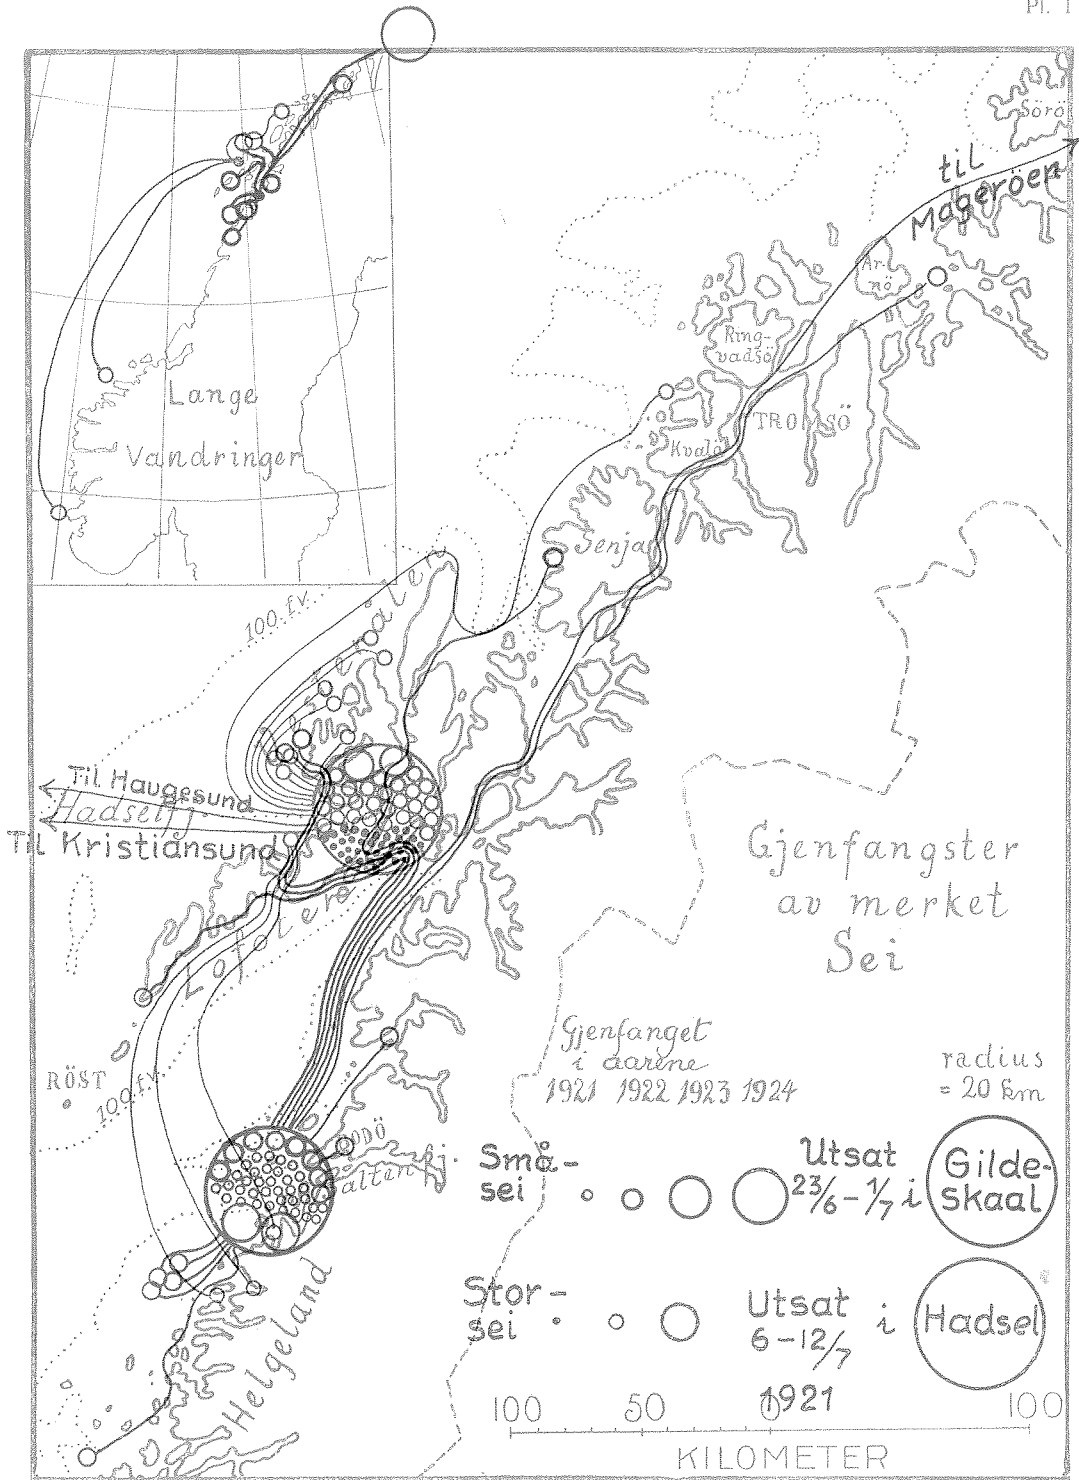 Pl. 1
Sörö
til
Mageröen
Ar-
nö
Ring-
vadsö
TROMSÖ
Kvalö
Senja
Lange
Vandringer
100 fv.
Vesterålen
Til Haugesund
Hadselfj.
Til Kristiansund
Lofoten
Gjenfangster
av merket
Sei
RÖST
100 fv.
BODÖ
Saltenfj.
Helgeland
Gjenfanget
i aarene
1921 1922 1923 1924
radius
= 20 km
Små-
sei
Utsat
23/6 - 1/7 i
Gilde-
skaal
Stor-
sei
Utsat i
6-12/7
Hadsel
1921
100 50 0 100
KILOMETER